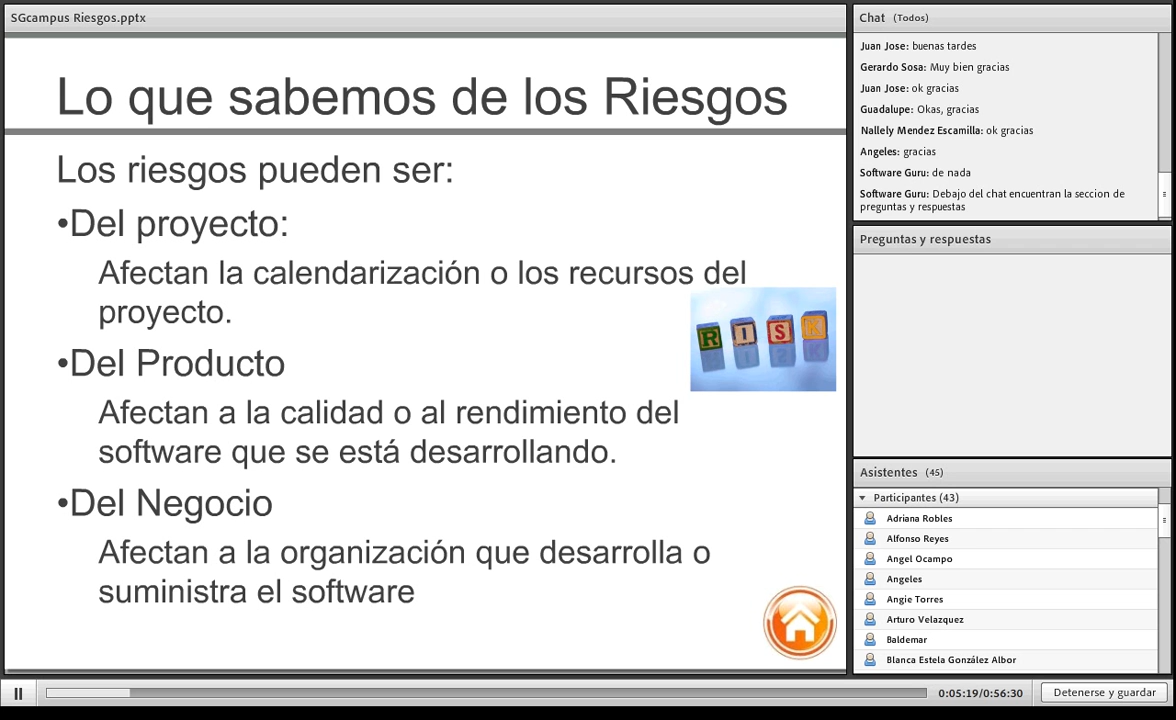 SGcampus Riesgos.pptx
Lo que sabemos de los Riesgos
Los riesgos pueden ser:
•Del proyecto:
Afectan la calendarización o los recursos del
proyecto.
R I S K
•Del Producto
Afectan a la calidad o al rendimiento del
software que se está desarrollando.
•Del Negocio
Afectan a la organización que desarrolla o
suministra el software
Chat (Todos)
Juan Jose: buenas tardes
Gerardo Sosa: Muy bien gracias
Juan Jose: ok gracias
Guadalupe: Okas, gracias
Nallely Mendez Escamilla: ok gracias
Angeles: gracias
Software Guru: de nada
Software Guru: Debajo del chat encuentran la seccion de
preguntas y respuestas
Preguntas y respuestas
Asistentes (45)
Participantes (43)
Adriana Robles
Alfonso Reyes
Angel Ocampo
Angeles
Angie Torres
Arturo Velazquez
Baldemar
Blanca Estela González Albor
0:05:19/0:56:30
Detenerse y guardar